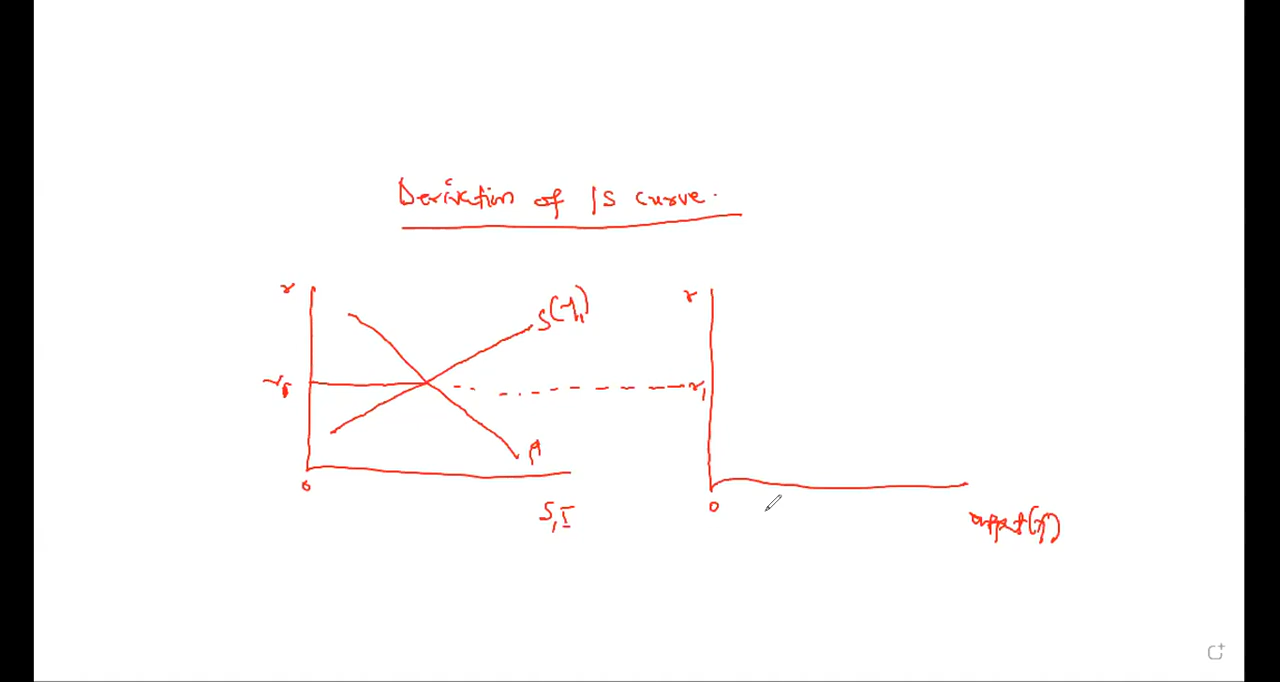 Derivation of IS curve.
r
S(Y₁)
r₁
0
S, I
r
r₁
0
output(Y)